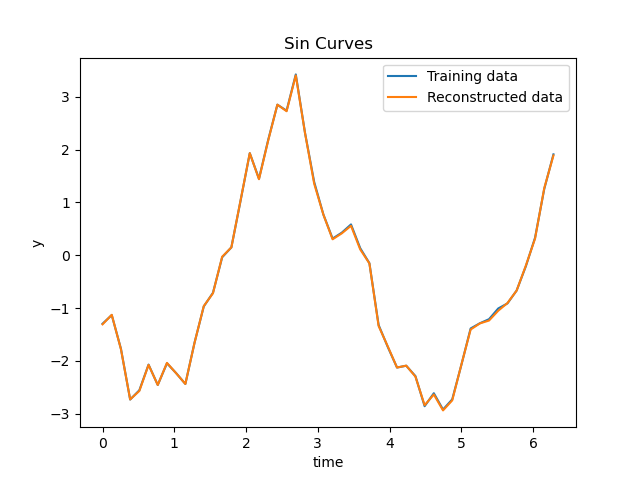 Sin Curves
Training data
Reconstructed data
3
2
1
0
−1
−2
−3
y
0 1 2 3 4 5 6
time